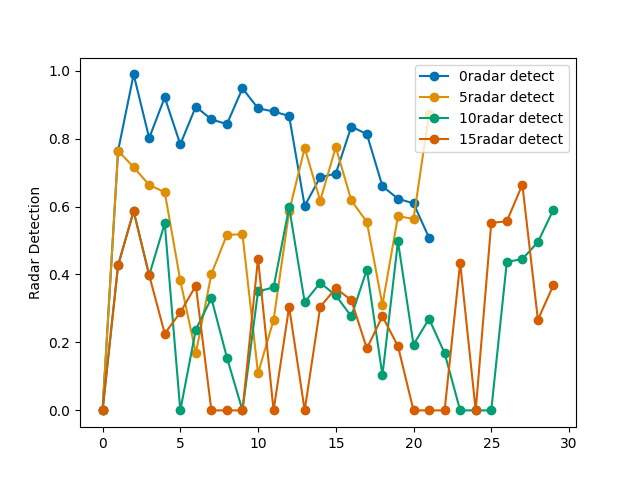 1.0
0.8
0.6
0.4
0.2
0.0
Radar Detection
0 5 10 15 20 25 30
0radar detect
5radar detect
10radar detect
15radar detect